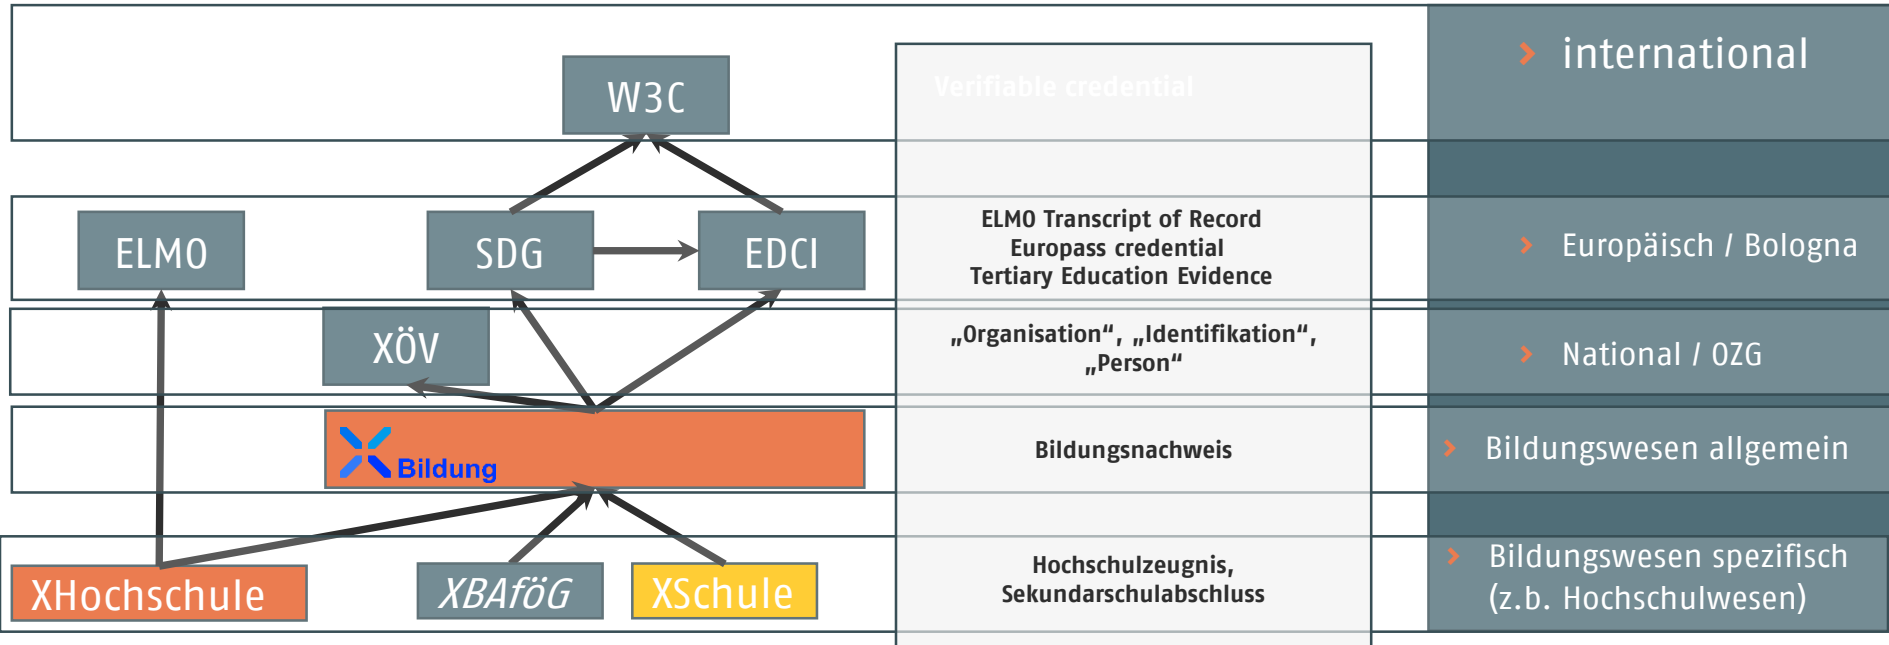 W3C
Verifiable credential
international
ELMO
SDG
EDCI
ELMO Transcript of Record
Europass credential
Tertiary Education Evidence
Europäisch / Bologna
XÖV
„Organisation“, „Identifikation“,
„Person“
National / OZG
Bildung
Bildungsnachweis
Bildungswesen allgemein
XHochschule
XBAföG
XSchule
Hochschulzeugnis,
Sekundarschulabschluss
Bildungswesen spezifisch
(z.b. Hochschulwesen)